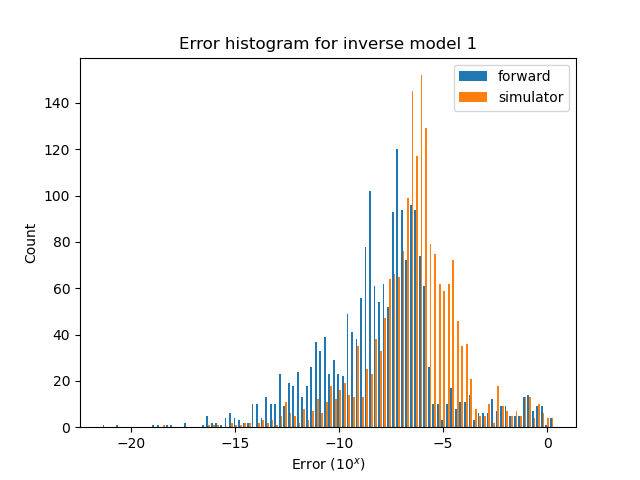 Error histogram for inverse model 1
forward
simulator
140
120
100
80
60
40
20
0
Count
−20
−15
−10
−5
0
Error (10^x)